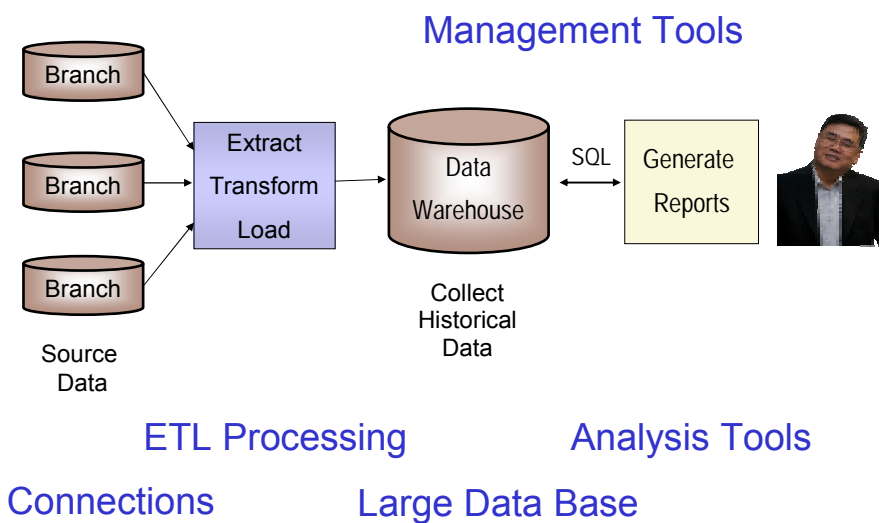 Management Tools
Branch
Branch
Branch
Source
Data
Extract
Transform
Load
Data
Warehouse
Collect
Historical
Data
SQL
Generate
Reports
ETL Processing
Analysis Tools
Connections
Large Data Base